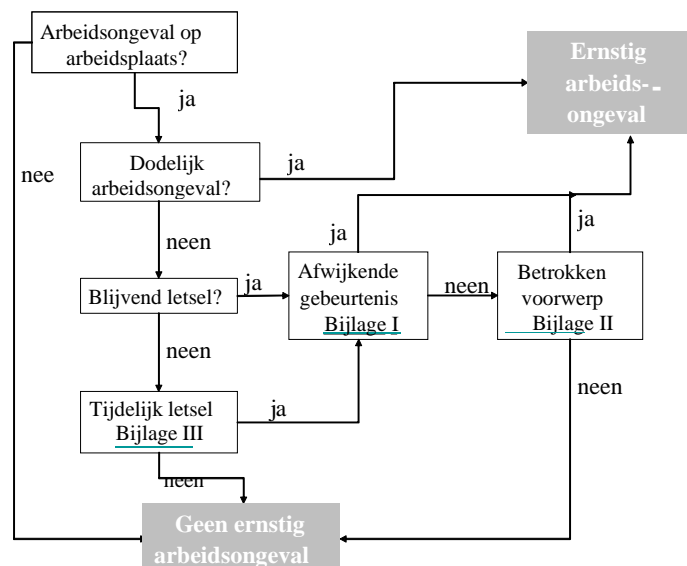 Arbeidsongeval op
arbeidsplaats?
Ernstig
arbeids-
ongeval
ja
nee
Dodelijk
arbeidsongeval?
ja
neen
ja
ja
Blijvend letsel?
ja
Afwijkende
gebeurtenis
Bijlage I
neen
Betrokken
voorwerp
Bijlage II
neen
neen
Tijdelijk letsel
Bijlage III
ja
neen
Geen ernstig
arbeidsongeval